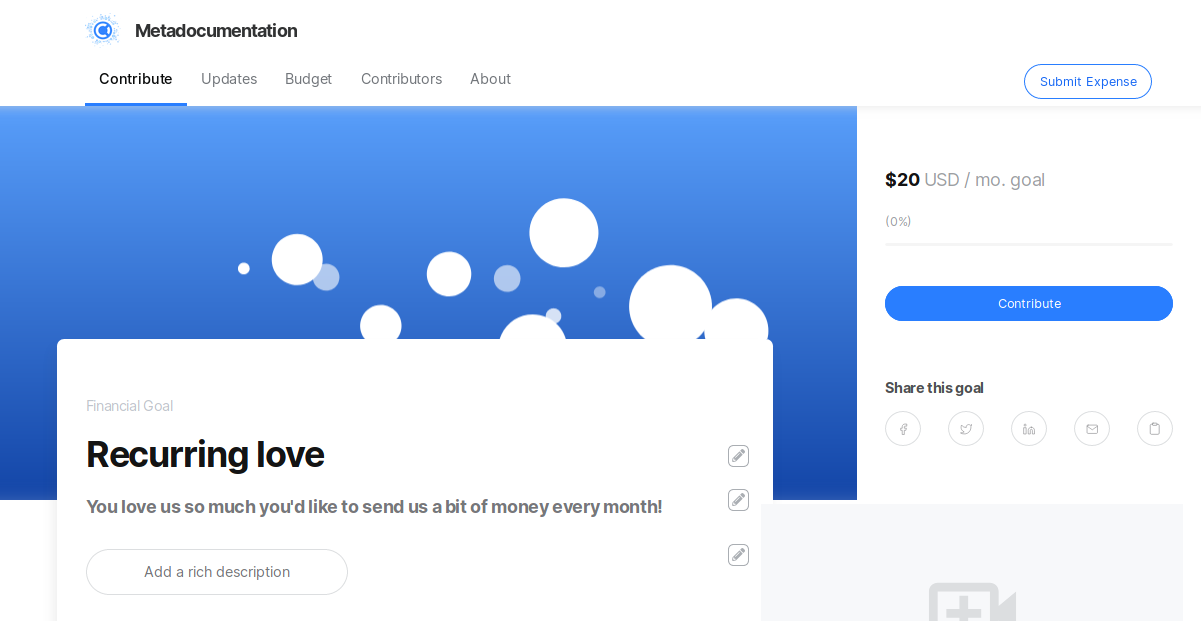 Metadocumentation
Contribute Updates Budget Contributors About
Submit Expense
$20 USD / mo. goal
(0%)
Contribute
Share this goal
Financial Goal
Recurring love
You love us so much you'd like to send us a bit of money every month!
Add a rich description